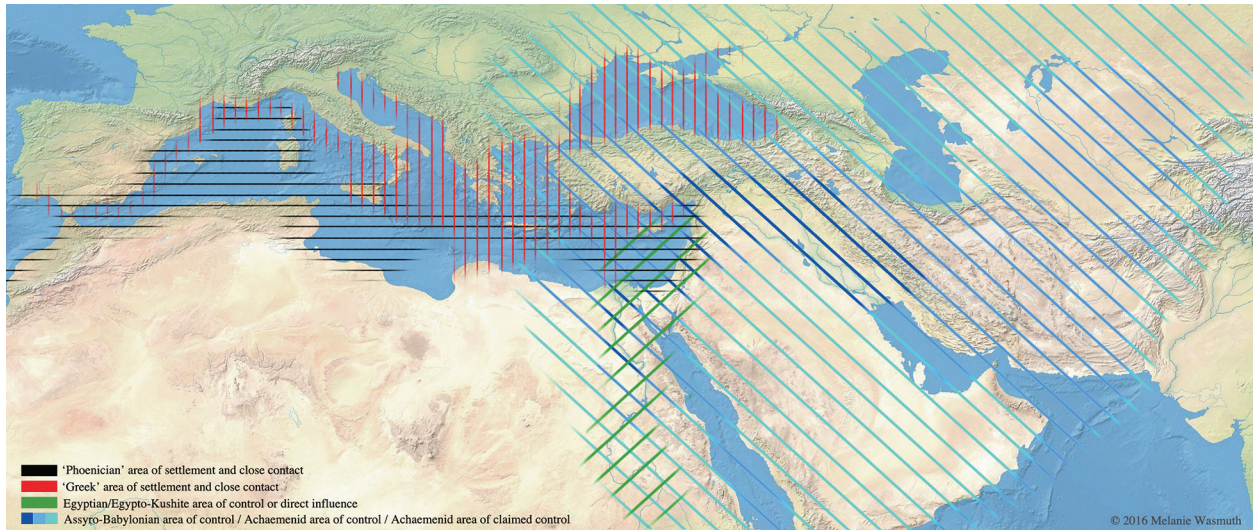 ‘Phoenician’ area of settlement and close contact
‘Greek’ area of settlement and close contact
Egyptian/Egypto-Kushite area of control or direct influence
Assyro-Babylonian area of control / Achaemenid area of control / Achaemenid area of claimed control
© 2016 Melanie Wasmuth